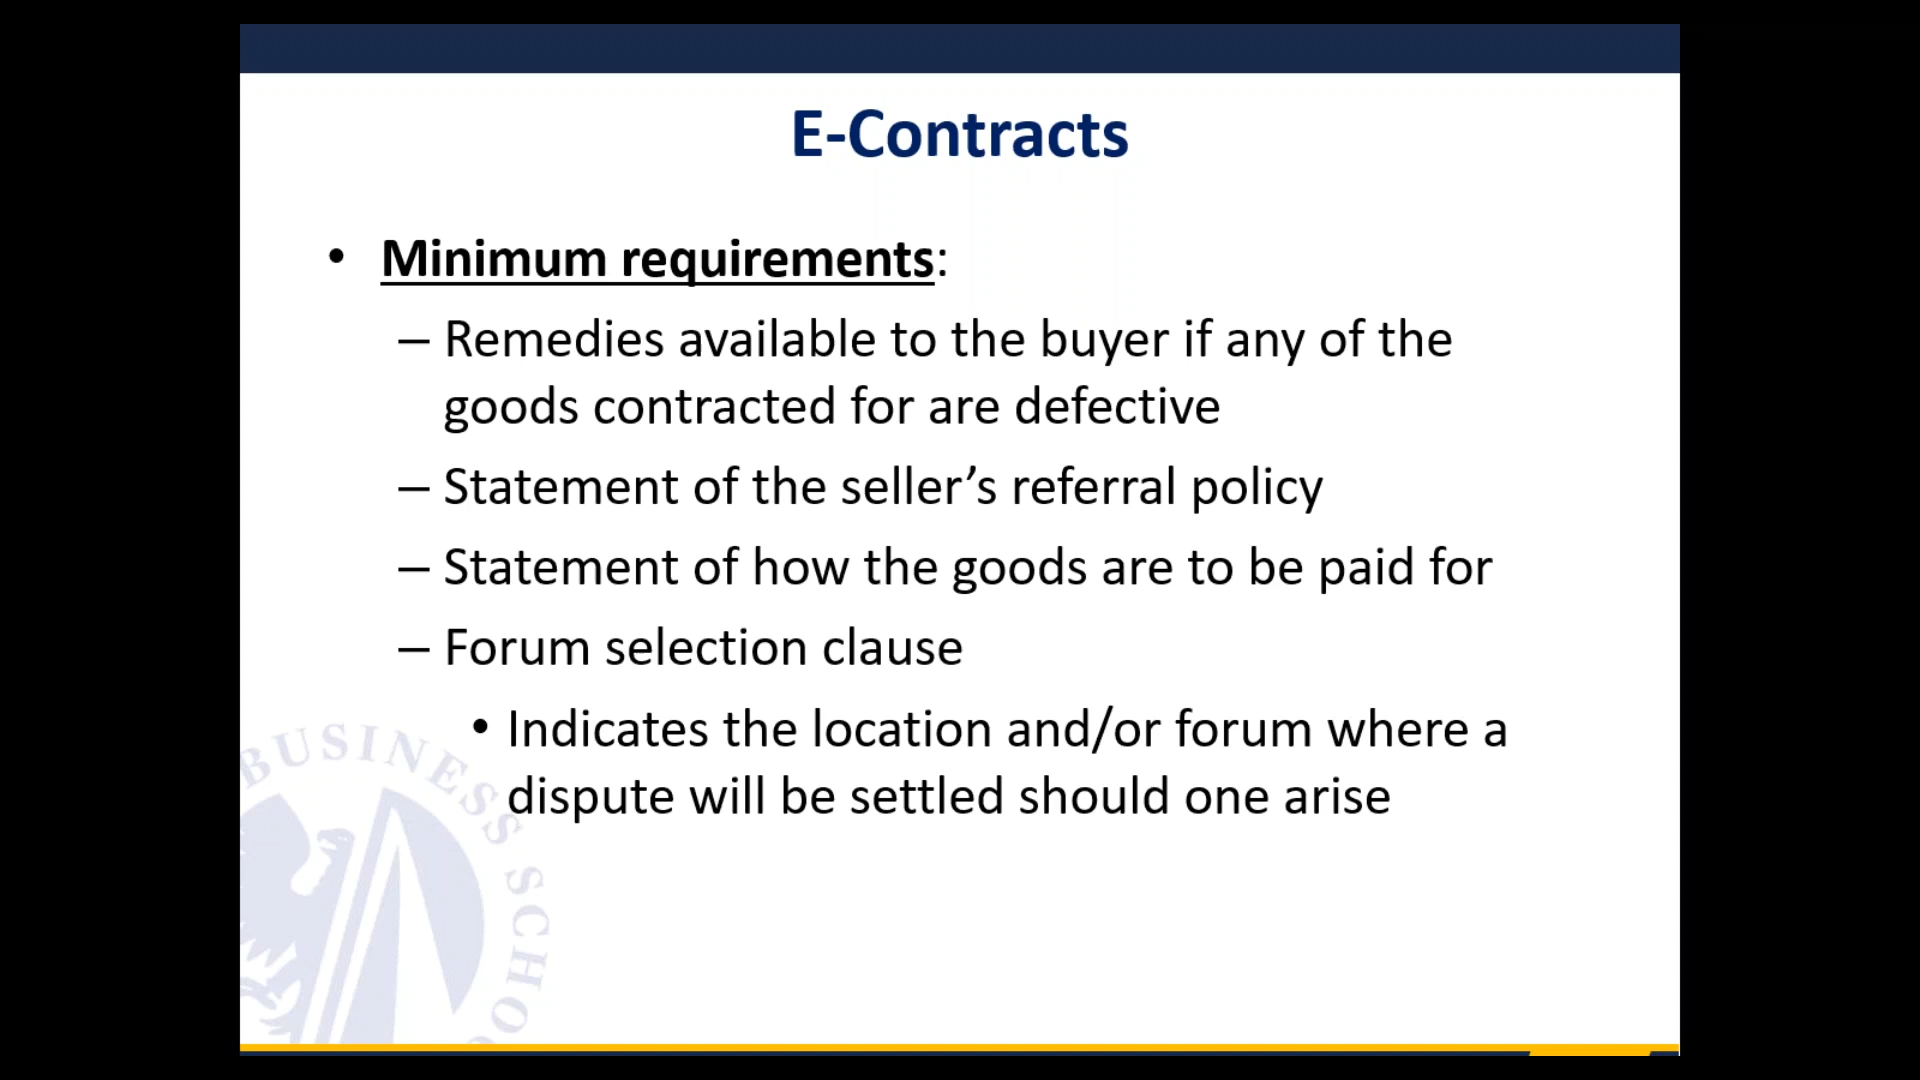 E-Contracts
• Minimum requirements:
– Remedies available to the buyer if any of the
goods contracted for are defective
– Statement of the seller’s referral policy
– Statement of how the goods are to be paid for
– Forum selection clause
• Indicates the location and/or forum where a
dispute will be settled should one arise
BUSINESS SCHO